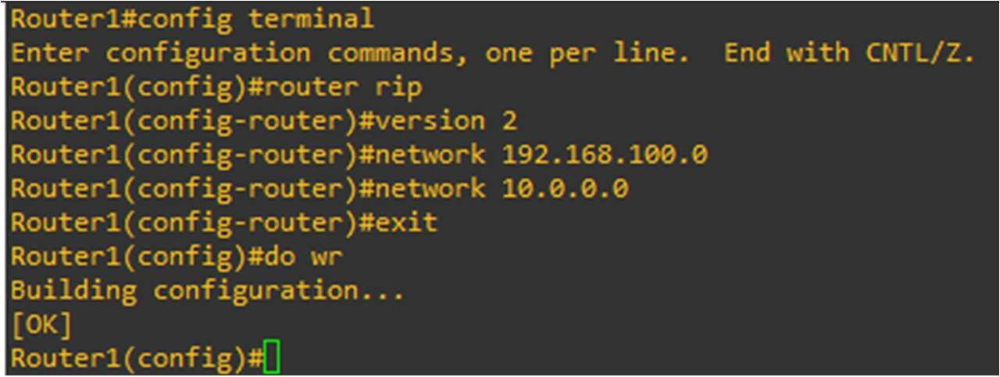 Router1#config terminal
Enter configuration commands, one per line.  End with CNTL/Z.
Router1(config)#router rip
Router1(config-router)#version 2
Router1(config-router)#network 192.168.100.0
Router1(config-router)#network 10.0.0.0
Router1(config-router)#exit
Router1(config)#do wr
Building configuration...
[OK]
Router1(config)#